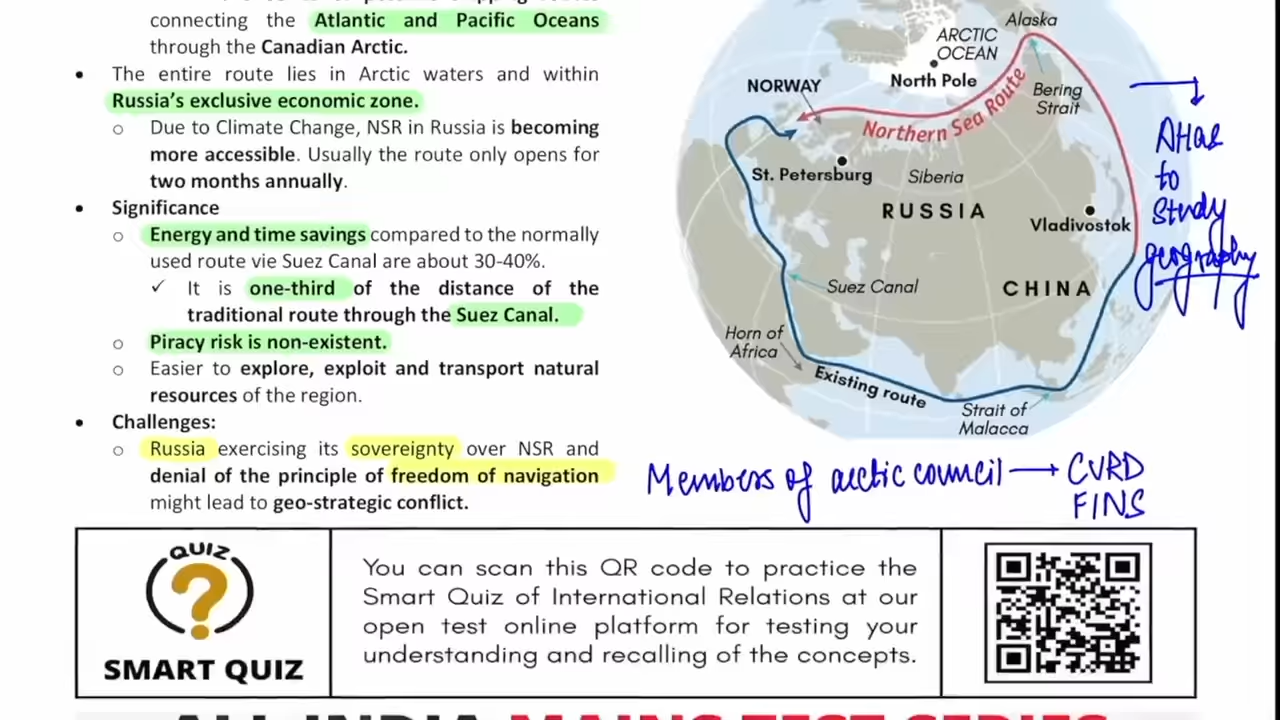 connecting the Atlantic and Pacific Oceans
through the Canadian Arctic.
• The entire route lies in Arctic waters and within
Russia's exclusive economic zone.
o Due to Climate Change, NSR in Russia is becoming
more accessible. Usually the route only opens for
two months annually.
• Significance
o Energy and time savings compared to the normally
used route vie Suez Canal are about 30-40%.
✓ It is one-third of the distance of the
traditional route through the Suez Canal.
o Piracy risk is non-existent.
o Easier to explore, exploit and transport natural
resources of the region.
• Challenges:
o Russia exercising its sovereignty over NSR and
denial of the principle of freedom of navigation
might lead to geo-strategic conflict.
Alaska
ARCTIC
OCEAN
North Pole
NORWAY
Bering
Strait
Northern Sea Route
St. Petersburg
Siberia
RUSSIA
Vladivostok
Suez Canal
CHINA
Horn of
Africa
Existing route
Strait of
Malacca
Atlas
to
Study
geography
Members of arctic council → CVRD
FINS
QUIZ
?
SMART QUIZ
You can scan this QR code to practice the
Smart Quiz of International Relations at our
open test online platform for testing your
understanding and recalling of the concepts.
ALL INDIA MAINS TEST SERIES